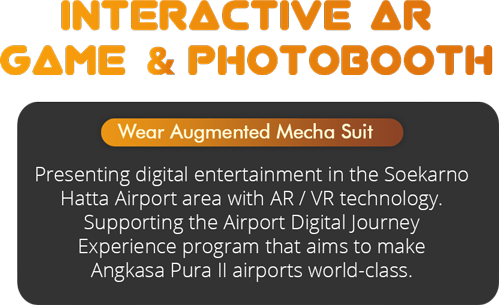 INTERACTIVE AR
GAME & PHOTOBOOTH
Wear Augmented Mecha Suit
Presenting digital entertainment in the Soekarno
Hatta Airport area with AR / VR technology.
Supporting the Airport Digital Journey
Experience program that aims to make
Angkasa Pura II airports world-class.